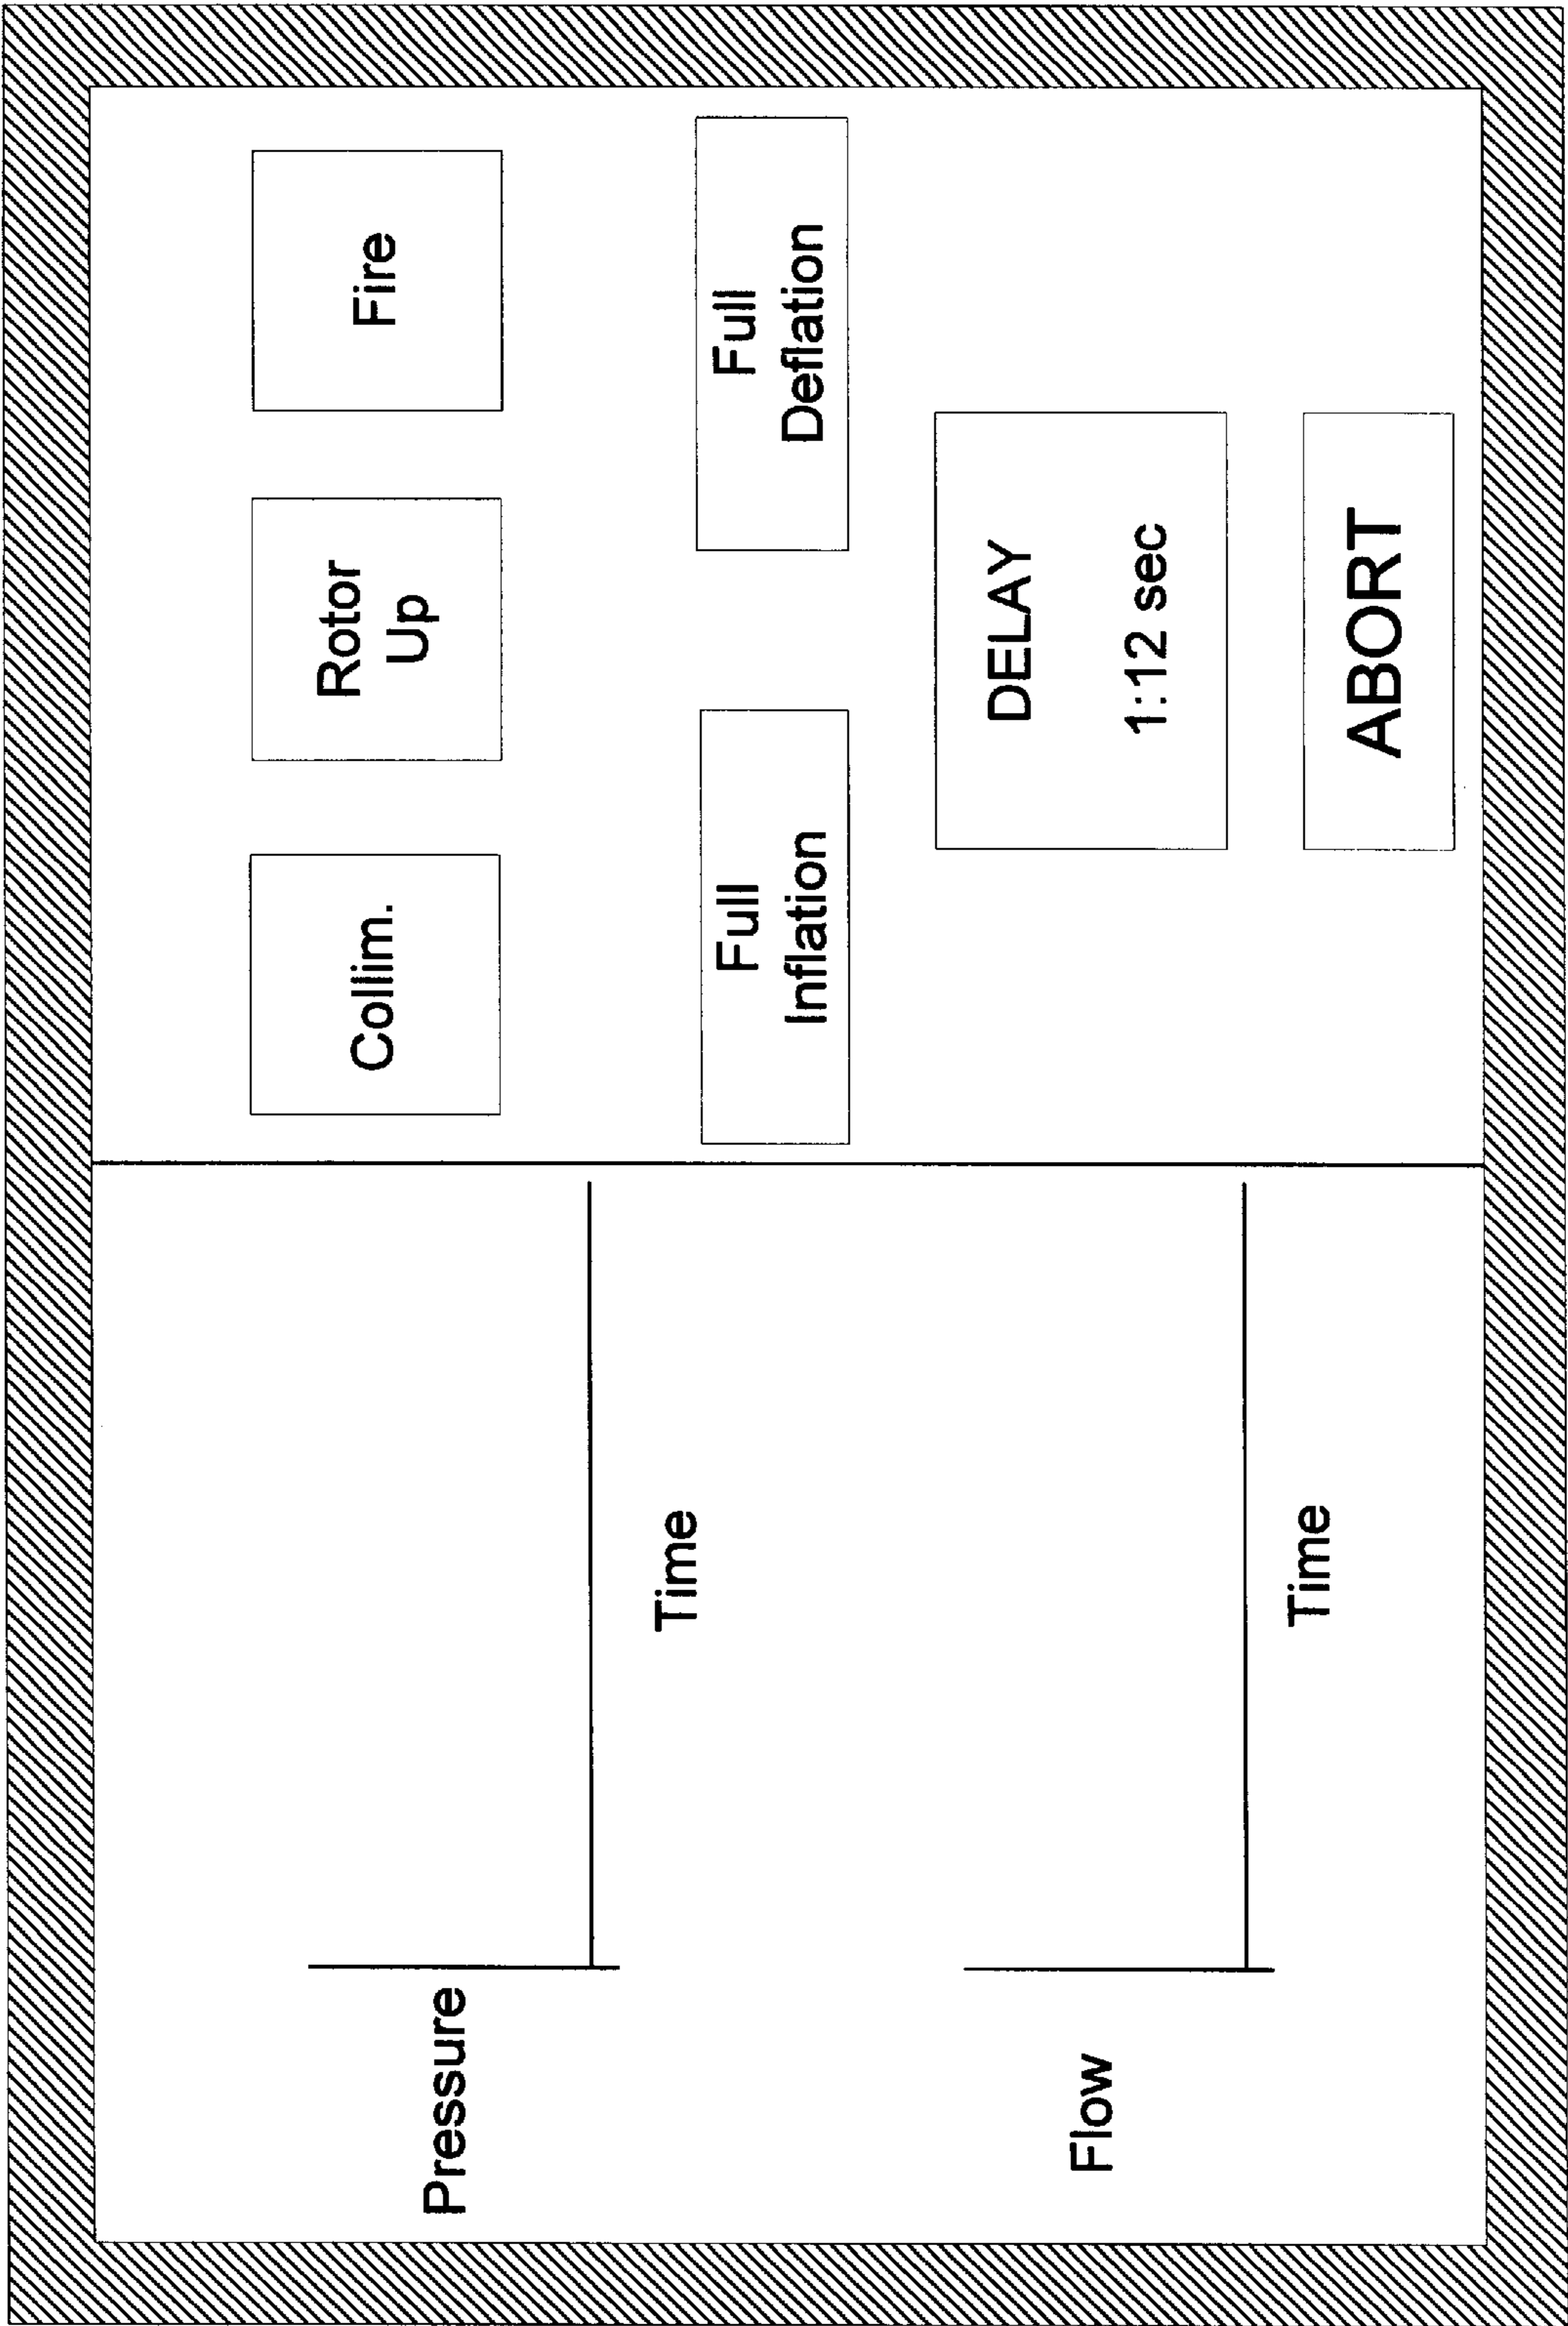 Pressure
Time
Flow
Time
Collim.
Rotor
Up
Fire
Full
Inflation
Full
Deflation
DELAY
1:12 sec
ABORT